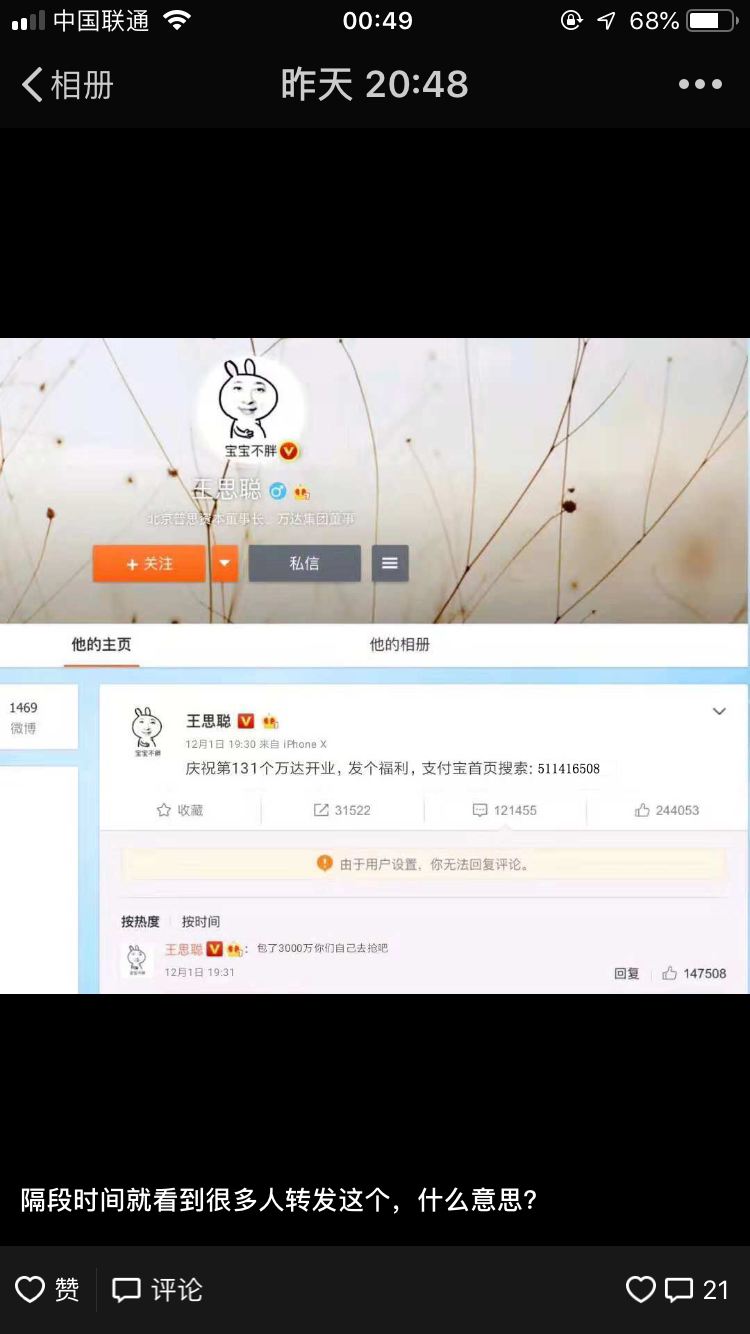 中国联通
00:49
68%
相册
昨天 20:48
宝宝不胖
王思聪
北京普思资本董事长、万达集团董事
+ 关注
私信
他的主页
他的相册
1469
微博
王思聪
宝宝不胖
12月1日 19:30 来自 iPhone X
庆祝第131个万达开业，发个福利，支付宝首页搜索: 511416508
收藏
31522
121455
244053
由于用户设置，你无法回复评论。
按热度
按时间
王思聪 : 包了3000万你们自己去抢吧
12月1日 19:31
回复
147508
隔段时间就看到很多人转发这个，什么意思?
赞
评论
21